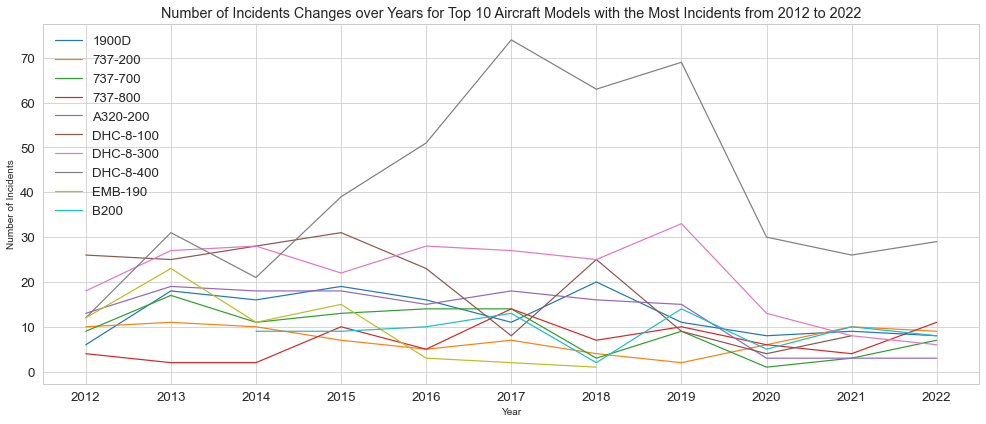 Number of Incidents Changes over Years for Top 10 Aircraft Models with the Most Incidents from 2012 to 2022
1900D
737-200
737-700
737-800
A320-200
DHC-8-100
DHC-8-300
DHC-8-400
EMB-190
B200
Number of Incidents
70
60
50
40
30
20
10
0
2012 2013 2014 2015 2016 2017 2018 2019 2020 2021 2022
Year